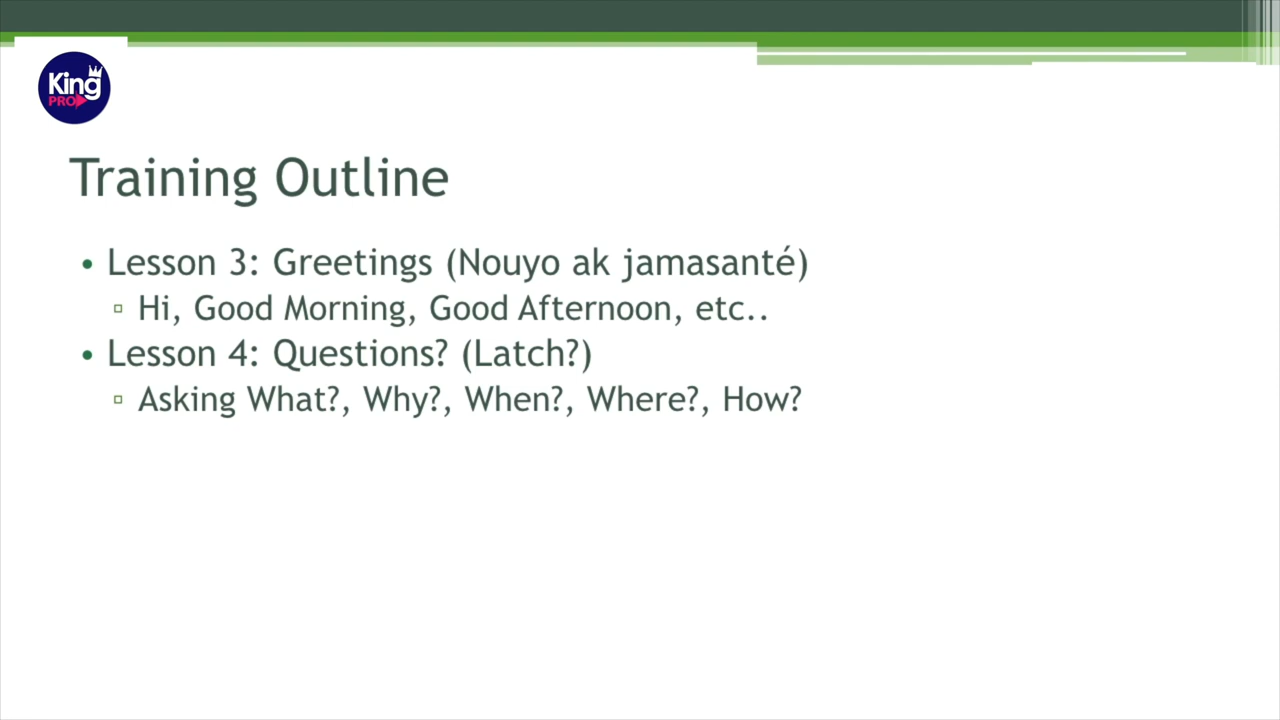 King
PRO
Training Outline
• Lesson 3: Greetings (Nouyo ak jamasanté)
▫ Hi, Good Morning, Good Afternoon, etc..
• Lesson 4: Questions? (Latch?)
▫ Asking What?, Why?, When?, Where?, How?